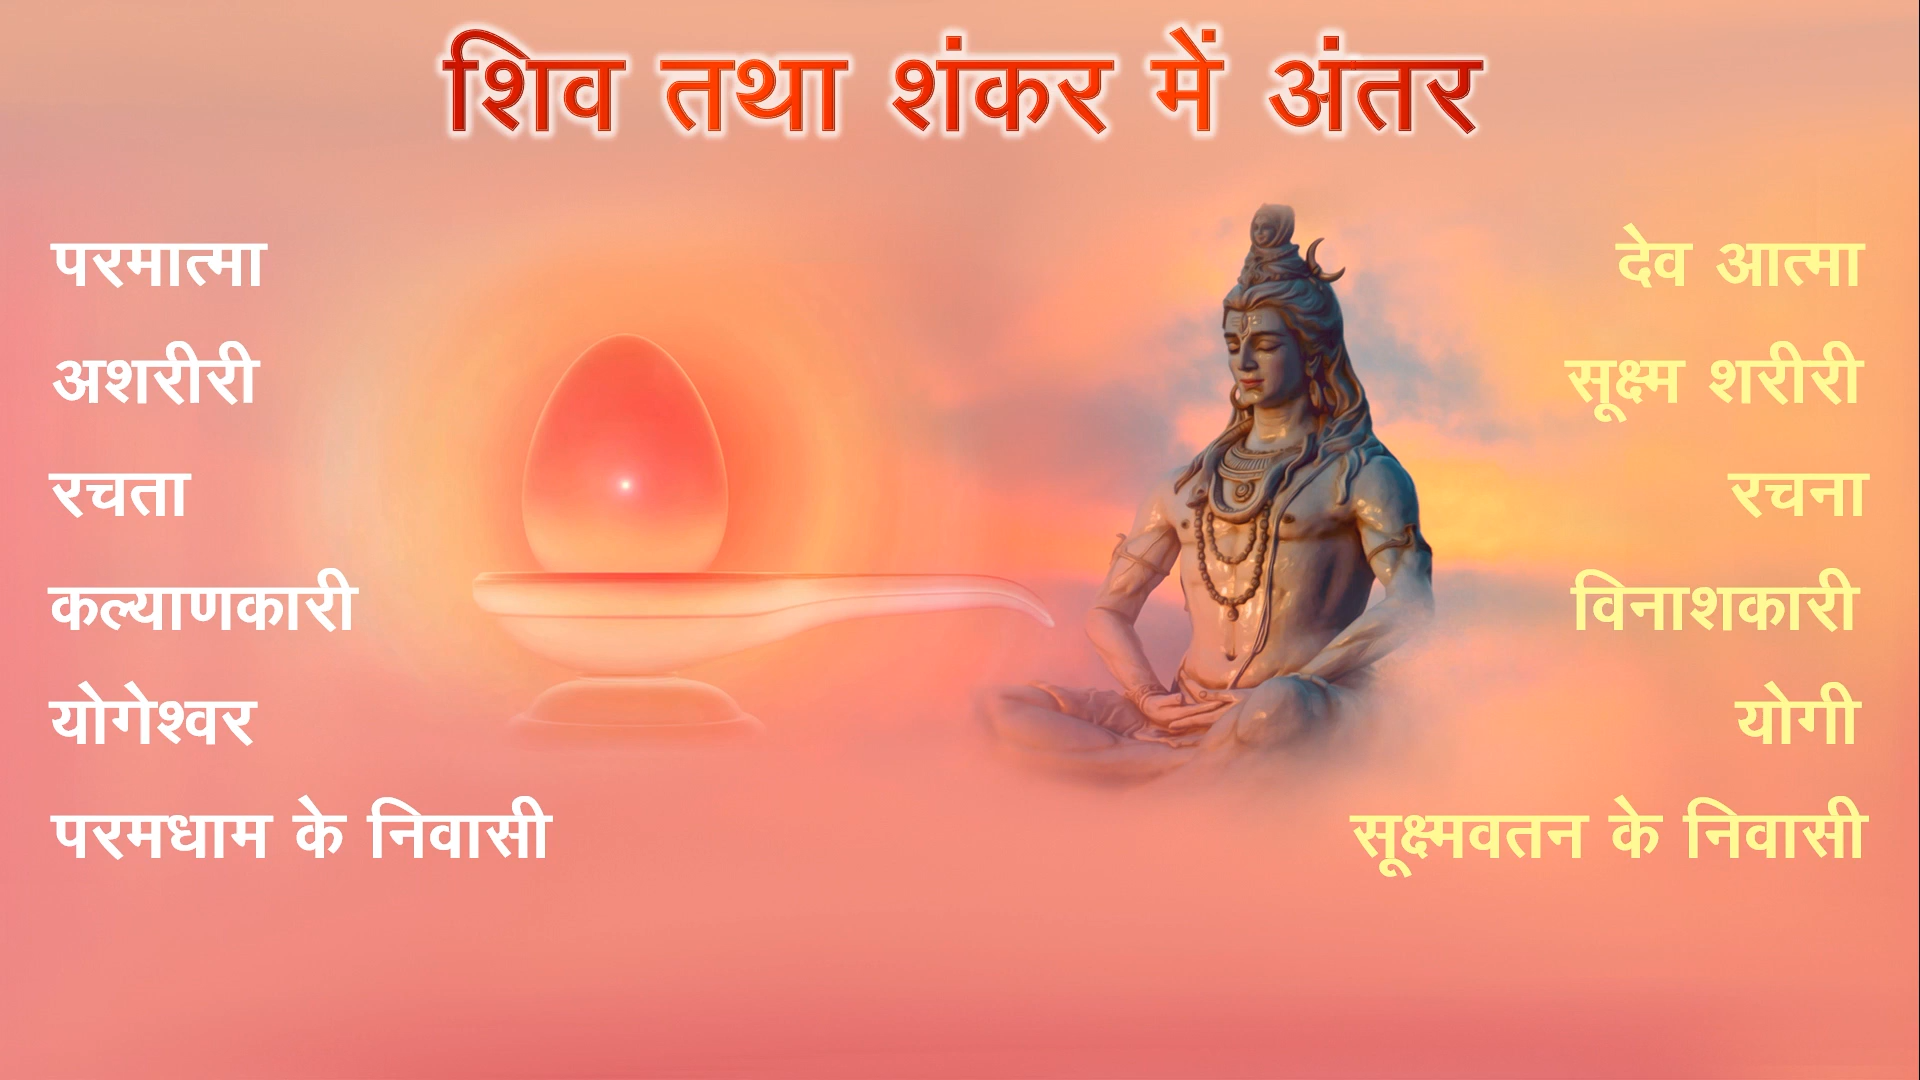 शिव तथा शंकर में अंतर
परमात्मा
देव आत्मा
अशरीरी
सूक्ष्म शरीरी
रचता
रचना
कल्याणकारी
विनाशकारी
योगेश्वर
योगी
परमधाम के निवासी
सूक्ष्मवतन के निवासी